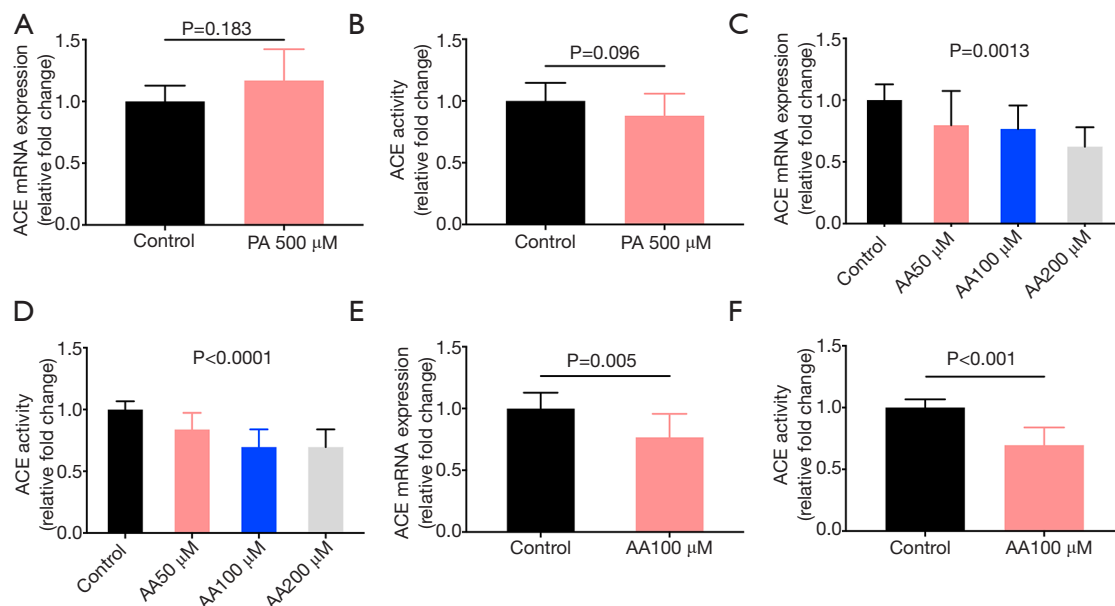 A
ACE mRNA expression
(relative fold change)
1.5
1.0
0.5
0.0
P=0.183
Control
PA 500 μM
B
ACE activity
(relative fold change)
1.5
1.0
0.5
0.0
P=0.096
Control
PA 500 μM
C
ACE mRNA expression
(relative fold change)
1.5
1.0
0.5
0.0
P=0.0013
Control
AA50 μM
AA100 μM
AA200 μM
D
ACE activity
(relative fold change)
1.5
1.0
0.5
0.0
P<0.0001
Control
AA50 μM
AA100 μM
AA200 μM
E
ACE mRNA expression
(relative fold change)
1.5
1.0
0.5
0.0
P=0.005
Control
AA100 μM
F
ACE activity
(relative fold change)
1.5
1.0
0.5
0.0
P<0.001
Control
AA100 μM